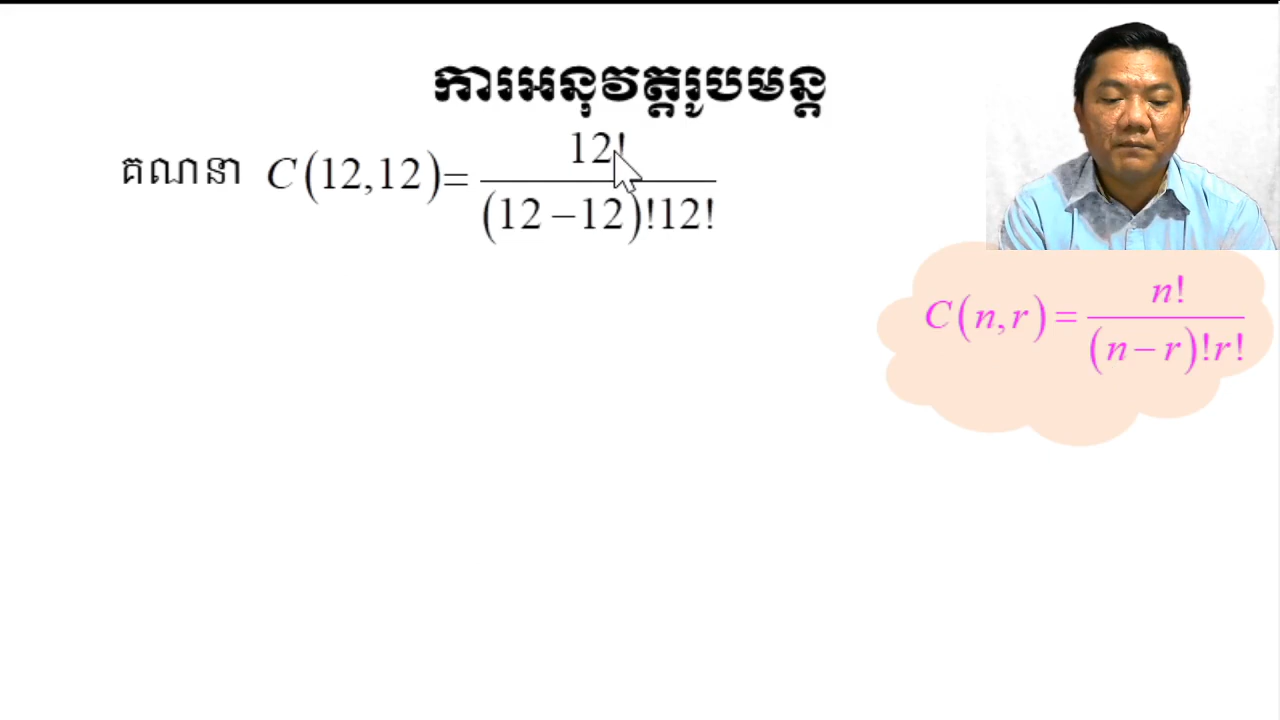 ការអនុវត្តរូបមន្ត
គណនា C(12,12)= 12! / (12−12)!12!
C(n,r)= n! / (n−r)!r!